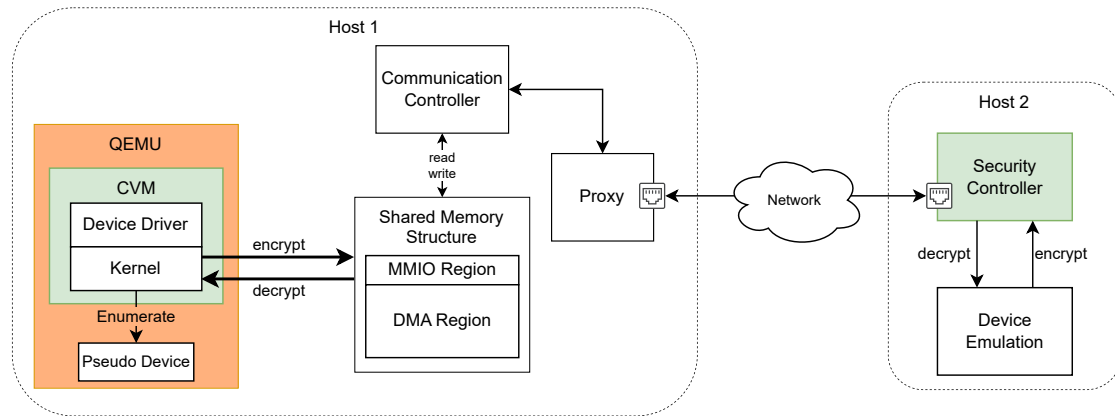 Host 1
Communication
Controller
QEMU
CVM
Device Driver
Kernel
Enumerate
Pseudo Device
encrypt
decrypt
read
write
Shared Memory
Structure
MMIO Region
DMA Region
Proxy
Network
Host 2
Security
Controller
decrypt
encrypt
Device
Emulation